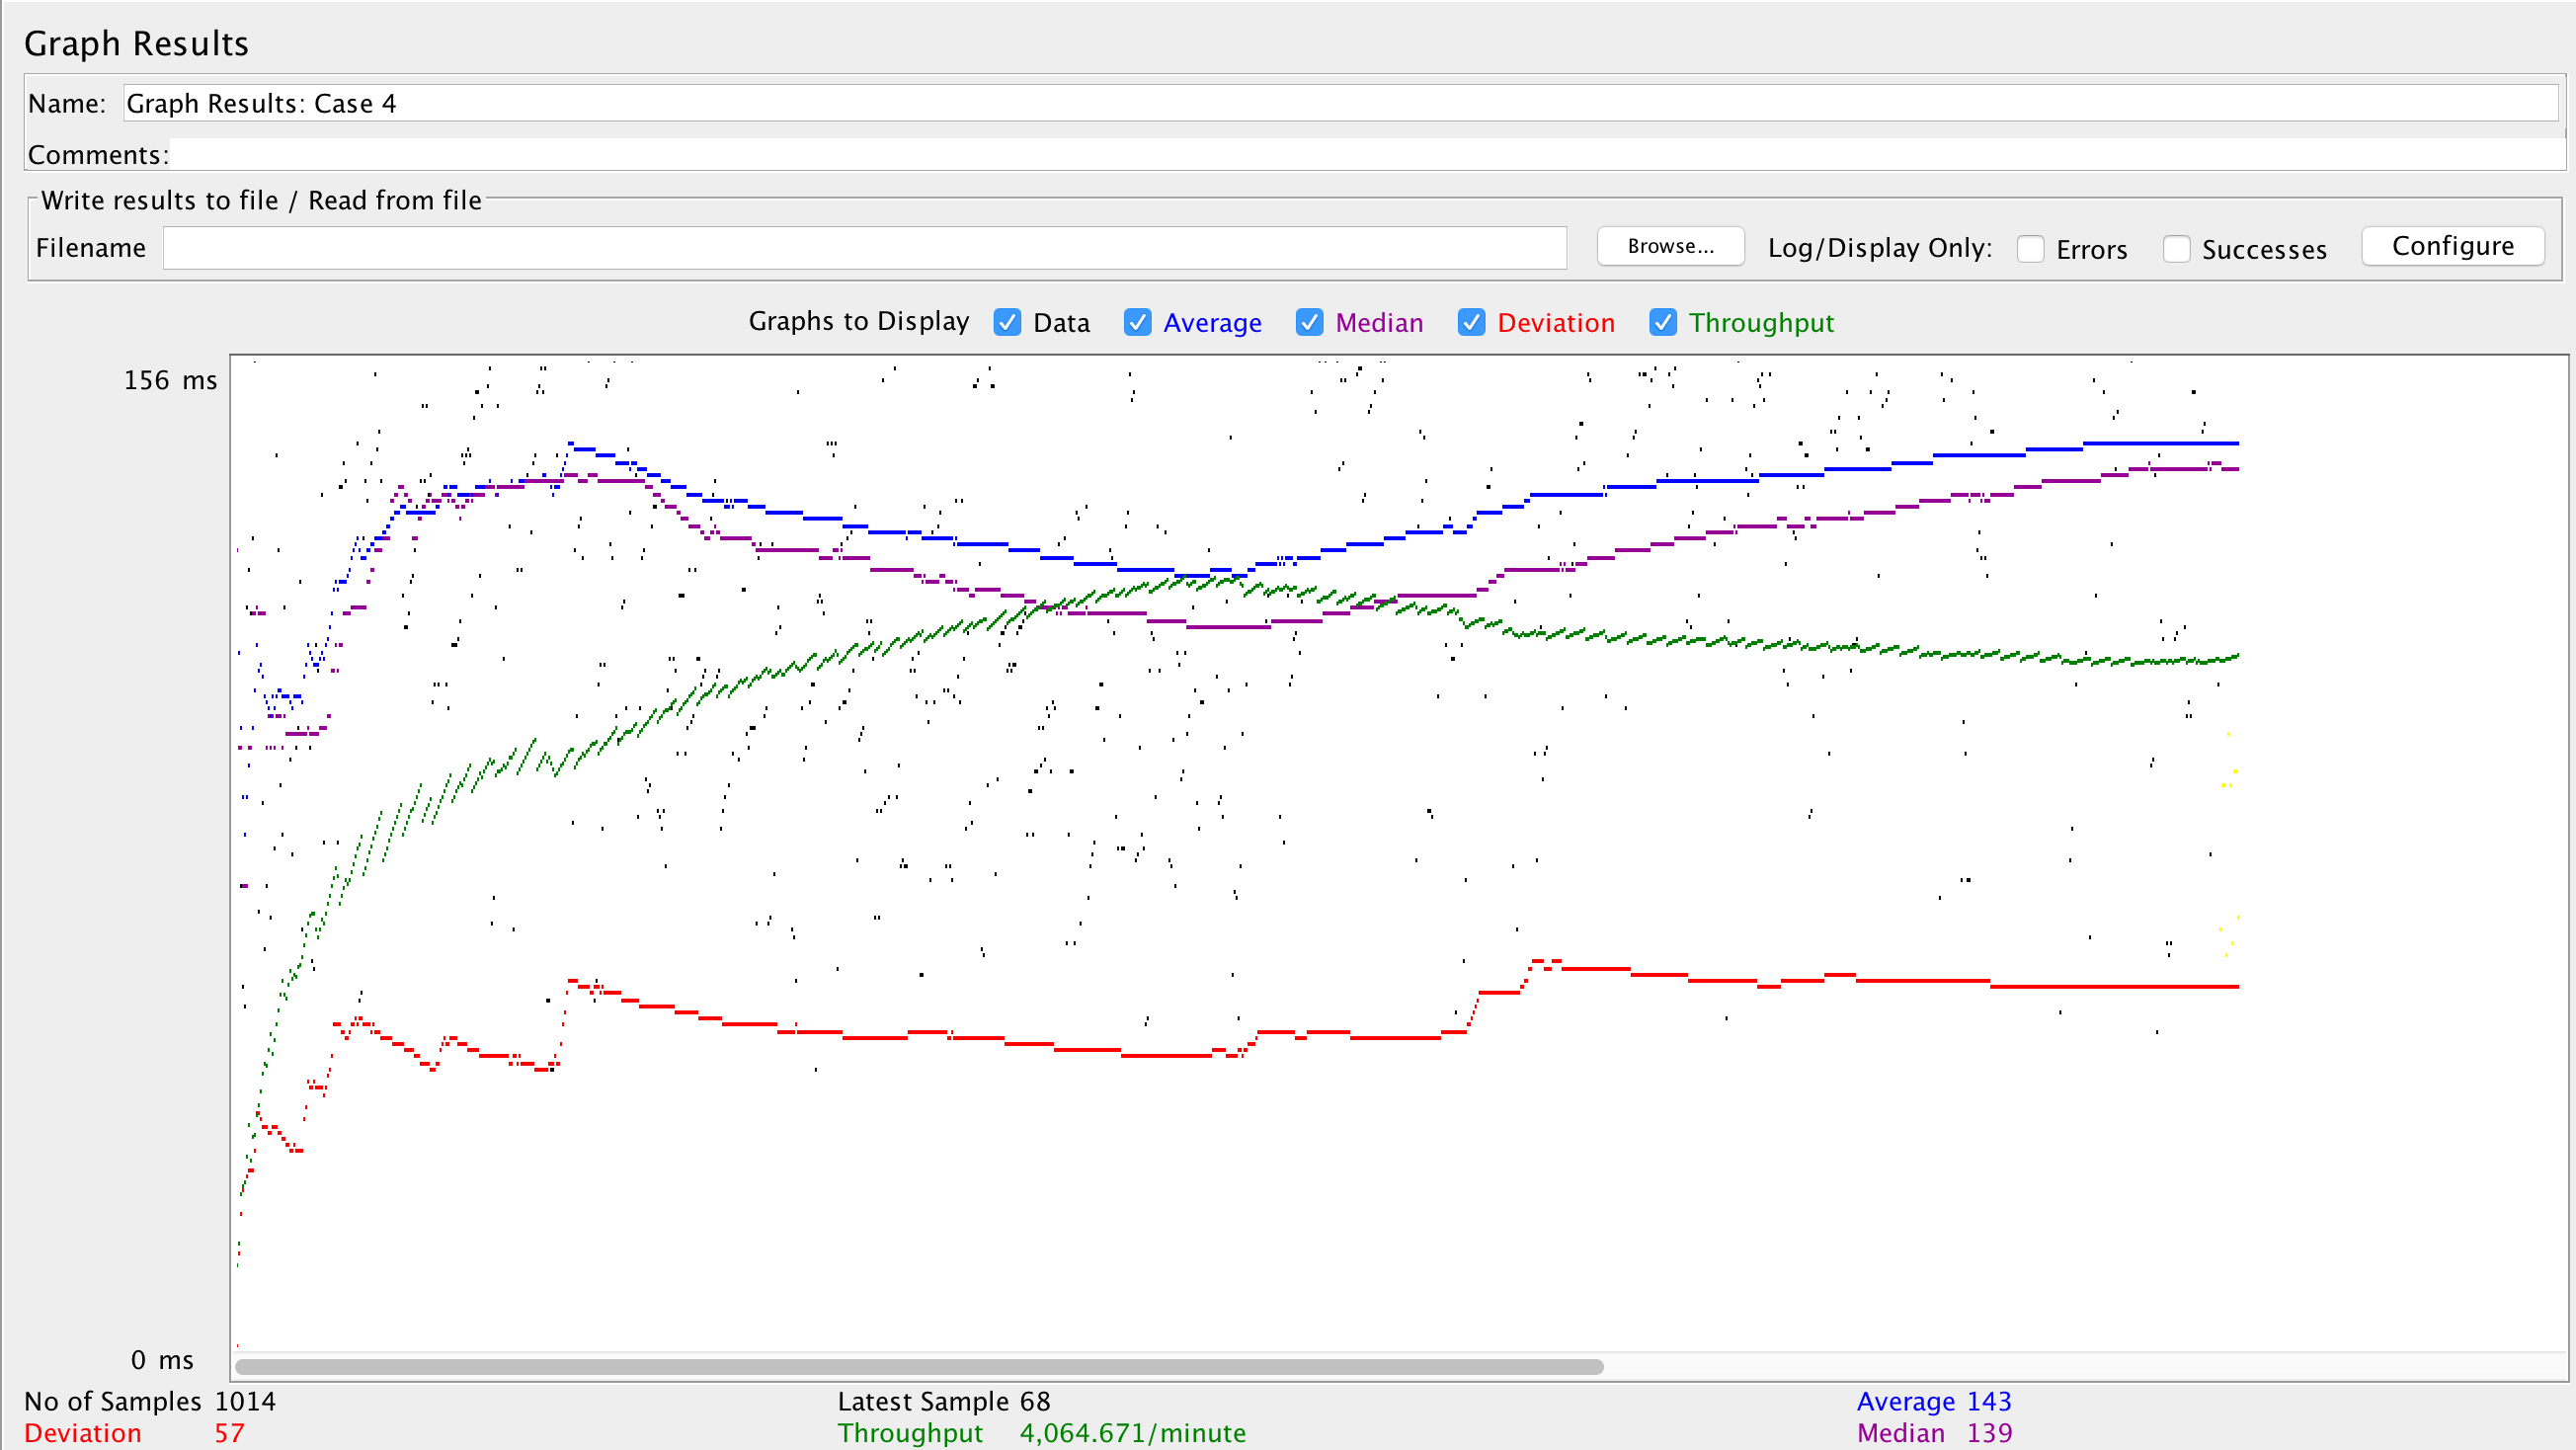 Graph Results
Name: Graph Results: Case 4
Comments:
Write results to file / Read from file
Filename Browse... Log/Display Only: Errors Successes Configure
Graphs to Display Data Average Median Deviation Throughput
156 ms
0 ms
No of Samples 1014 Latest Sample 68 Average 143
Deviation 57 Throughput 4,064.671/minute Median 139